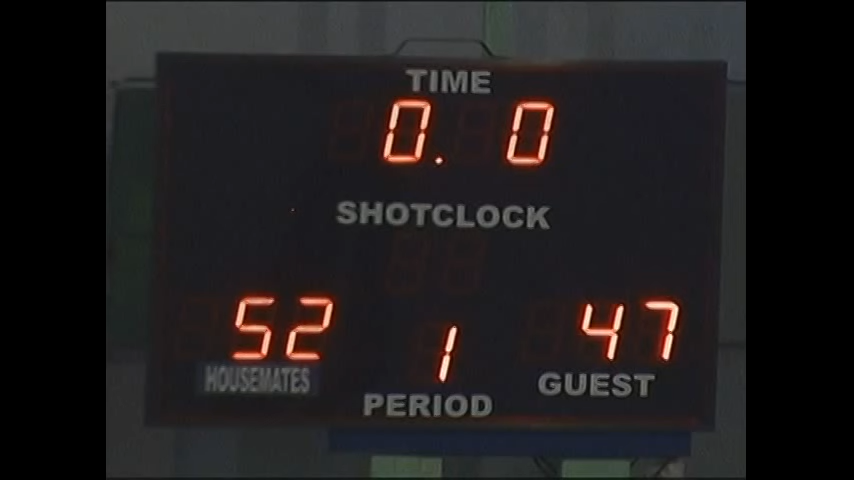 TIME
0. 0
SHOTCLOCK
52 1 47
HOUSEMATES PERIOD GUEST